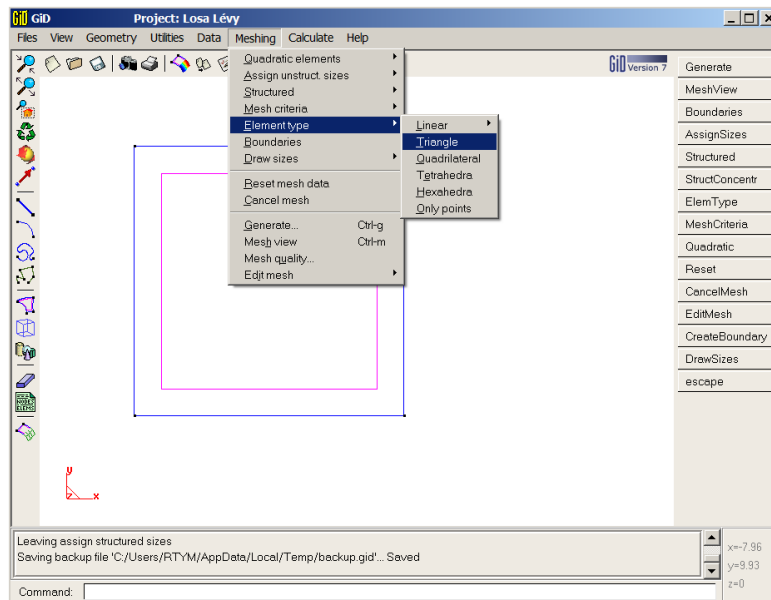 GiD Project: Losa Lévy
Files View Geometry Utilities Data Meshing Calculate Help
GiD Version 7
Quadratic elements
Assign unstruct. sizes
Structured
Mesh criteria
Element type
Boundaries
Draw sizes
Reset mesh data
Cancel mesh
Generate... Ctrl-g
Mesh view Ctrl-m
Mesh quality...
Edit mesh
Linear
Triangle
Quadrilateral
Tetrahedra
Hexahedra
Only points
Generate
MeshView
Boundaries
AssignSizes
Structured
StructConcentr
ElemType
MeshCriteria
Quadratic
Reset
CancelMesh
EditMesh
CreateBoundary
DrawSizes
escape
y
z x
Leaving assign structured sizes
Saving backup file 'C:/Users/RTYM/AppData/Local/Temp/backup.gid'... Saved
x=-7.96
y=9.93
z=0
Command: